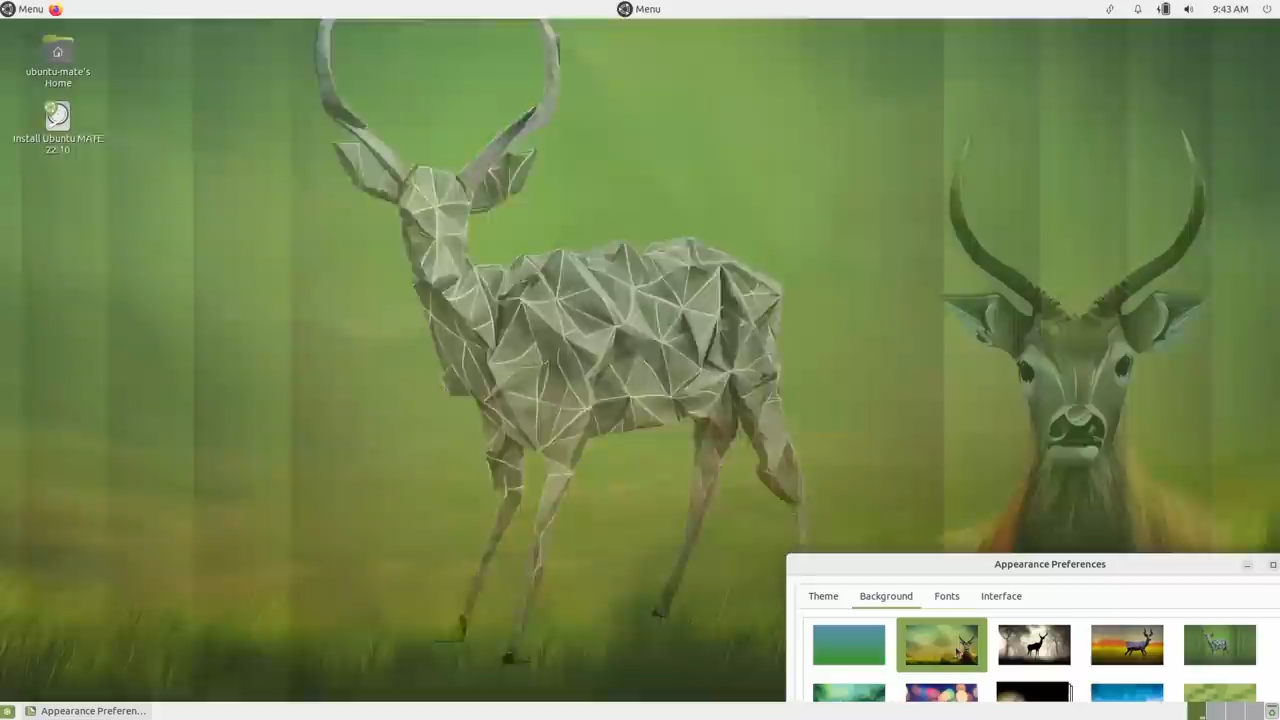 Menu
Menu
9:43 AM
ubuntu-mate's
Home
Install Ubuntu MATE
22.10
Appearance Preferences
Theme
Background
Fonts
Interface
Appearance Preferen...